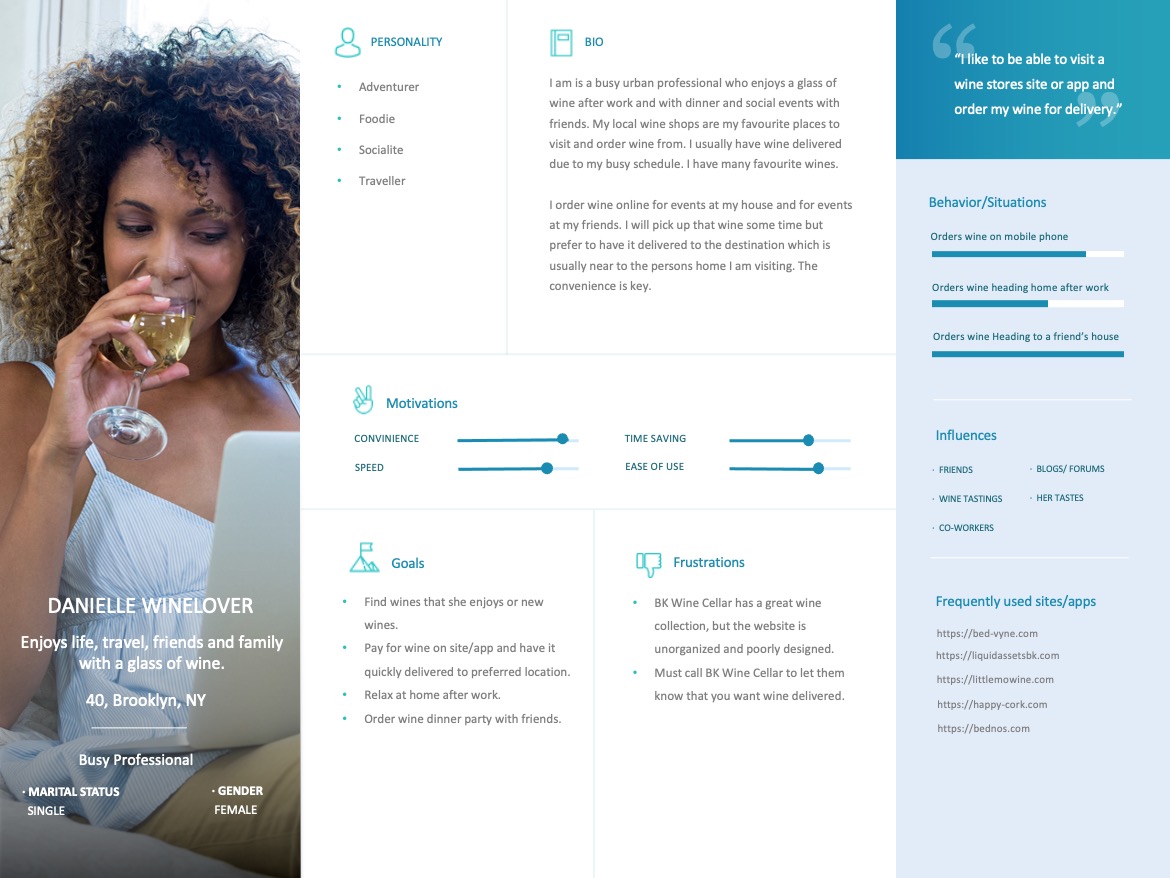 DANIELLE WINELOVER
Enjoys life, travel, friends and family
with a glass of wine.
40, Brooklyn, NY
Busy Professional
· MARITAL STATUS
SINGLE
· GENDER
FEMALE
PERSONALITY
• Adventurer
• Foodie
• Socialite
• Traveller
BIO
I am is a busy urban professional who enjoys a glass of
wine after work and with dinner and social events with
friends. My local wine shops are my favourite places to
visit and order wine from. I usually have wine delivered
due to my busy schedule. I have many favourite wines.
I order wine online for events at my house and for events
at my friends. I will pick up that wine some time but
prefer to have it delivered to the destination which is
usually near to the persons home I am visiting. The
convenience is key.
Motivations
CONVINIENCE
SPEED
TIME SAVING
EASE OF USE
Goals
• Find wines that she enjoys or new
wines.
• Pay for wine on site/app and have it
quickly delivered to preferred location.
• Relax at home after work.
• Order wine dinner party with friends.
Frustrations
• BK Wine Cellar has a great wine
collection, but the website is
unorganized and poorly designed.
• Must call BK Wine Cellar to let them
know that you want wine delivered.
“I like to be able to visit a
wine stores site or app and
order my wine for delivery.”
Behavior/Situations
Orders wine on mobile phone
Orders wine heading home after work
Orders wine Heading to a friend’s house
Influences
· FRIENDS
· WINE TASTINGS
· CO-WORKERS
· BLOGS/ FORUMS
· HER TASTES
Frequently used sites/apps
https://bed-vyne.com
https://liquidassetsbk.com
https://littlemowine.com
https://happy-cork.com
https://bednos.com